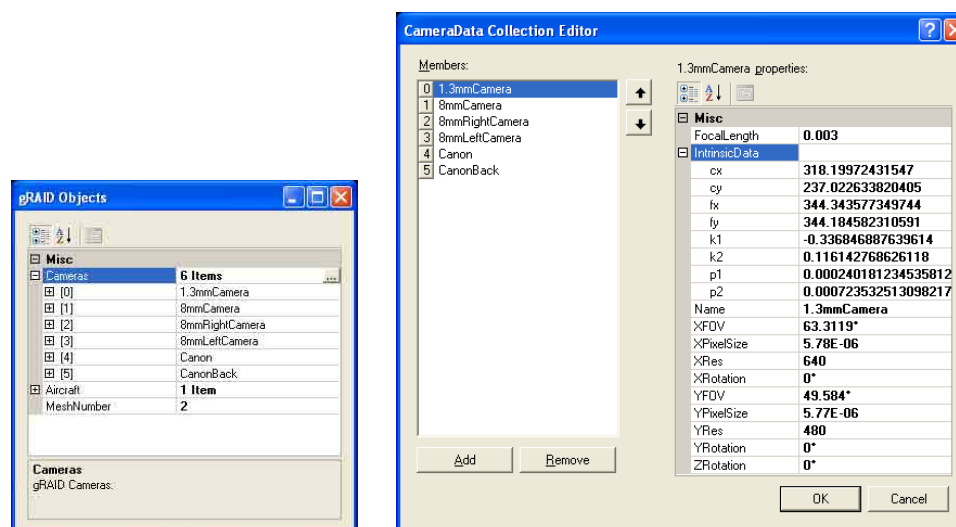 gRAID Objects
Misc
Cameras 6 Items ...
[0] 1.3mmCamera
[1] 8mmCamera
[2] 8mmRightCamera
[3] 8mmLeftCamera
[4] Canon
[5] CanonBack
Aircraft 1 Item
MeshNumber 2
Cameras
gRAID Cameras.
CameraData Collection Editor
Members:
0 1.3mmCamera
1 8mmCamera
2 8mmRightCamera
3 8mmLeftCamera
4 Canon
5 CanonBack
Add Remove
1.3mmCamera properties:
Misc
FocalLength 0.003
IntrinsicData
cx 318.19972431547
cy 237.022633820405
fx 344.343577349744
fy 344.184582310591
k1 -0.336846887639614
k2 0.116142768626118
p1 0.000240181234535812
p2 0.000723532513098217
Name 1.3mmCamera
XFOV 63.3119°
XPixelSize 5.78E-06
XRes 640
XRotation 0°
YFOV 49.584°
YPixelSize 5.77E-06
YRes 480
YRotation 0°
ZRotation 0°
OK Cancel